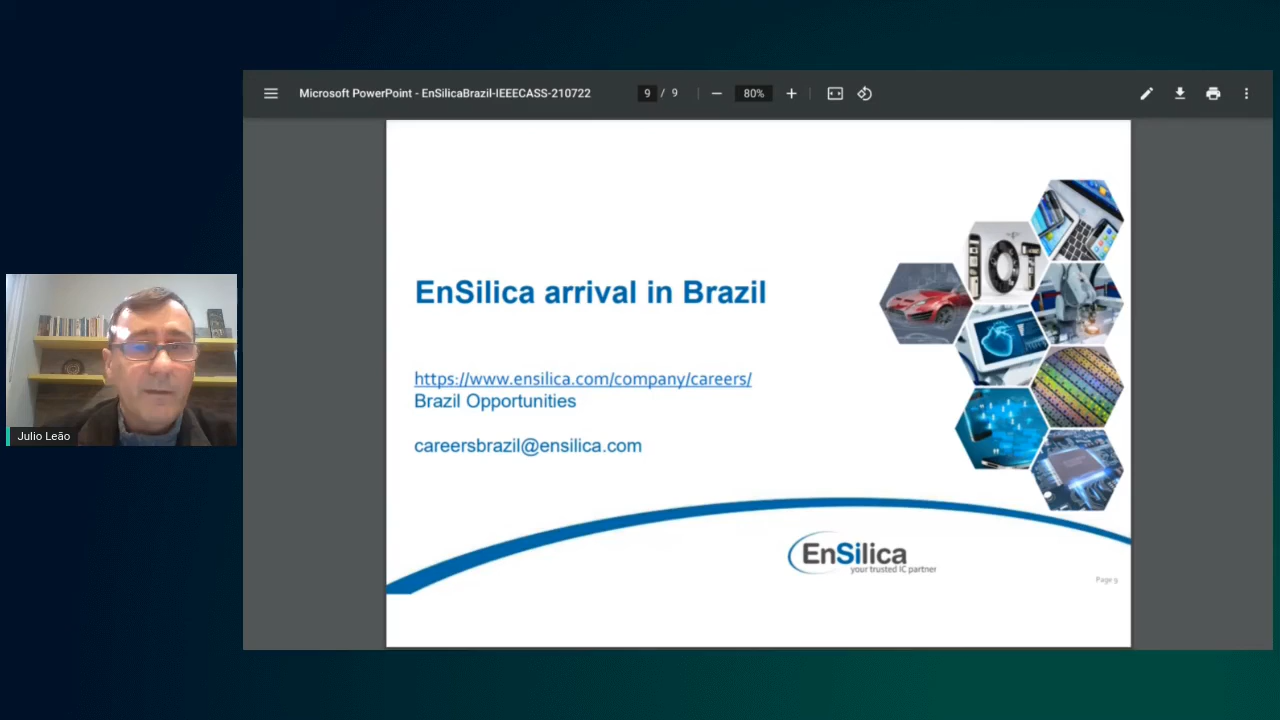 Microsoft PowerPoint - EnSilicaBrazil-IEEECASS-210722
9 / 9
80%
EnSilica arrival in Brazil
IOT
https://www.ensilica.com/company/careers/
Brazil Opportunities
careersbrazil@ensilica.com
EnSilica
your trusted IC partner
Page 9
Julio Leão